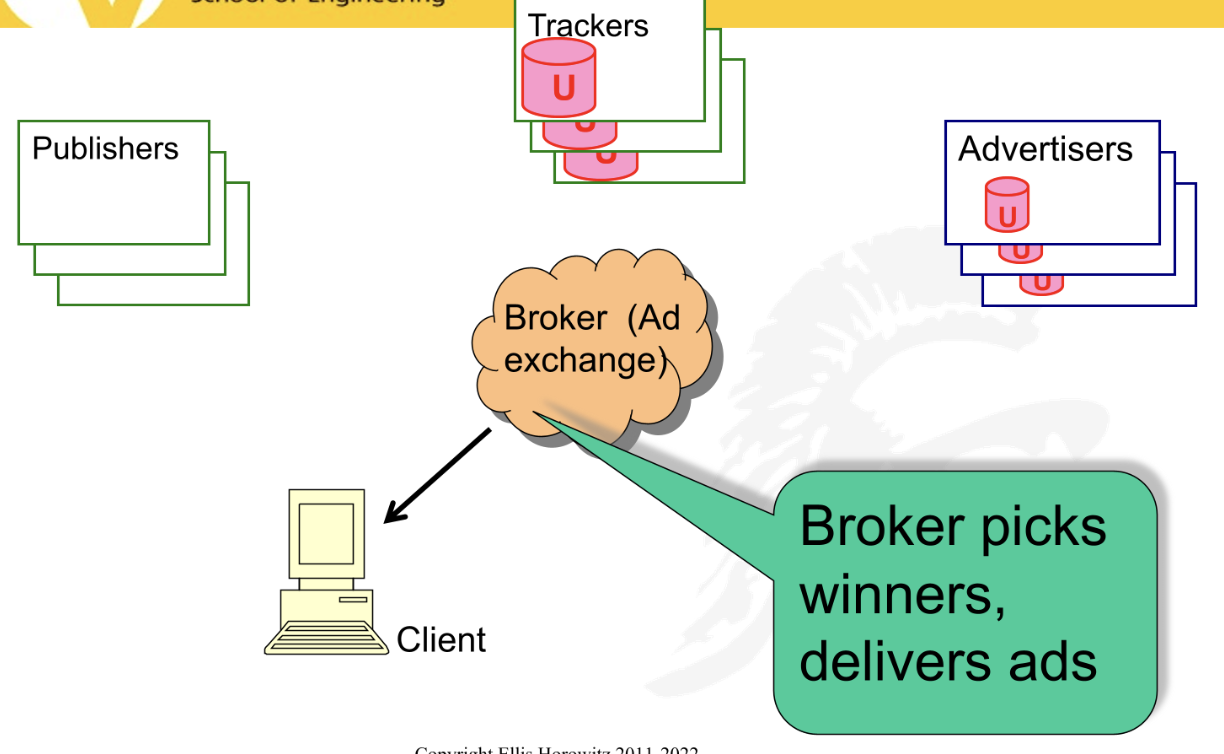 School of Engineering
Trackers
U
U
U
Publishers
Advertisers
U
U
U
Broker (Ad
exchange)
Broker picks
winners,
delivers ads
Client
Copyright Ellis Horowitz 2011-2022